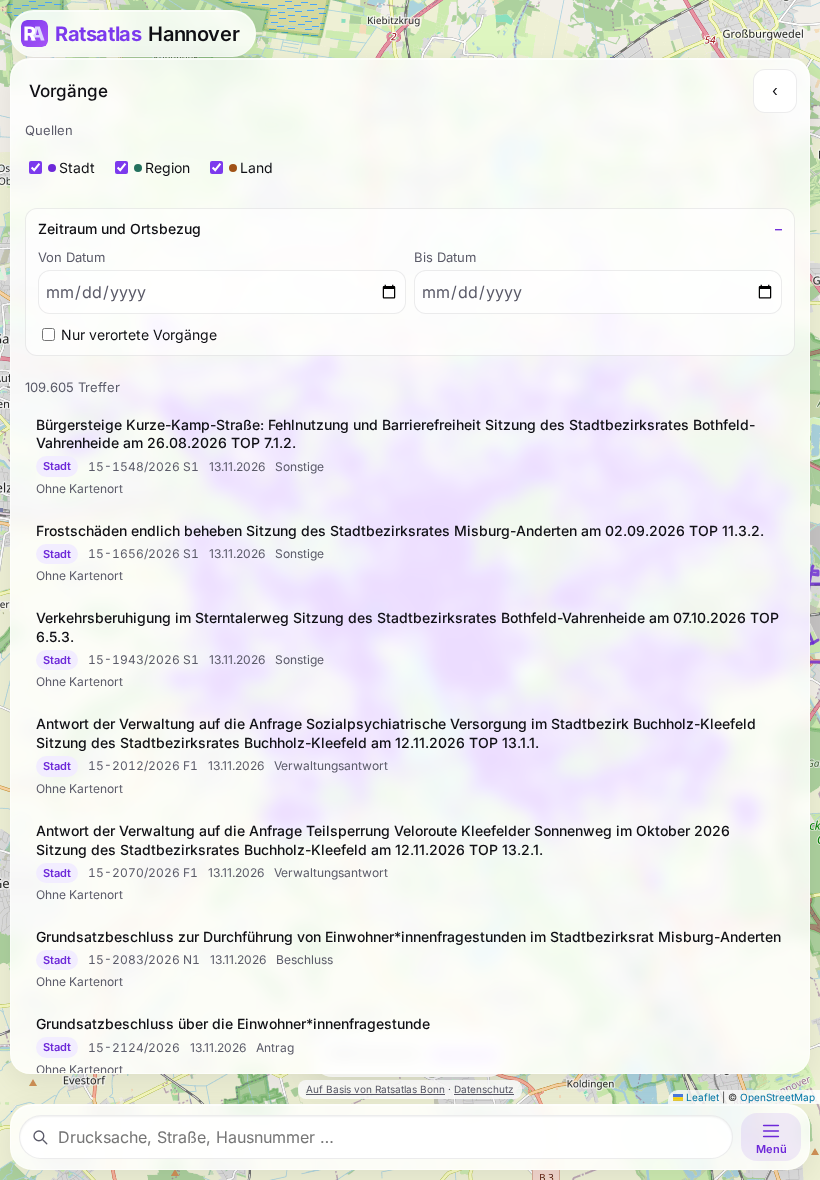 Kiebitzkrug
Großburgwedel
54
2
RA Ratsatlas Hannover
Vorgänge
‹
Quellen
Stadt
Region
Land
Zeitraum und Ortsbezug
–
Von Datum
Bis Datum
mm/dd/yyyy
mm/dd/yyyy
Nur verortete Vorgänge
109.605 Treffer
Bürgersteige Kurze-Kamp-Straße: Fehlnutzung und Barrierefreiheit Sitzung des Stadtbezirksrates Bothfeld-
Vahrenheide am 26.08.2026 TOP 7.1.2.
Stadt 15-1548/2026 S1 13.11.2026 Sonstige
Ohne Kartenort
Frostschäden endlich beheben Sitzung des Stadtbezirksrates Misburg-Anderten am 02.09.2026 TOP 11.3.2.
Stadt 15-1656/2026 S1 13.11.2026 Sonstige
Ohne Kartenort
Verkehrsberuhigung im Sterntalerweg Sitzung des Stadtbezirksrates Bothfeld-Vahrenheide am 07.10.2026 TOP
6.5.3.
Stadt 15-1943/2026 S1 13.11.2026 Sonstige
Ohne Kartenort
Antwort der Verwaltung auf die Anfrage Sozialpsychiatrische Versorgung im Stadtbezirk Buchholz-Kleefeld
Sitzung des Stadtbezirksrates Buchholz-Kleefeld am 12.11.2026 TOP 13.1.1.
Stadt 15-2012/2026 F1 13.11.2026 Verwaltungsantwort
Ohne Kartenort
Antwort der Verwaltung auf die Anfrage Teilsperrung Veloroute Kleefelder Sonnenweg im Oktober 2026
Sitzung des Stadtbezirksrates Buchholz-Kleefeld am 12.11.2026 TOP 13.2.1.
Stadt 15-2070/2026 F1 13.11.2026 Verwaltungsantwort
Ohne Kartenort
Grundsatzbeschluss zur Durchführung von Einwohner*innenfragestunden im Stadtbezirksrat Misburg-Anderten
Stadt 15-2083/2026 N1 13.11.2026 Beschluss
Ohne Kartenort
Grundsatzbeschluss über die Einwohner*innenfragestunde
Stadt 15-2124/2026 13.11.2026 Antrag
Ohne Kartenort
Evestorf
Koldingen
Auf Basis von Ratsatlas Bonn · Datenschutz
Leaflet | © OpenStreetMap
Drucksache, Straße, Hausnummer ...
Menü
B 3